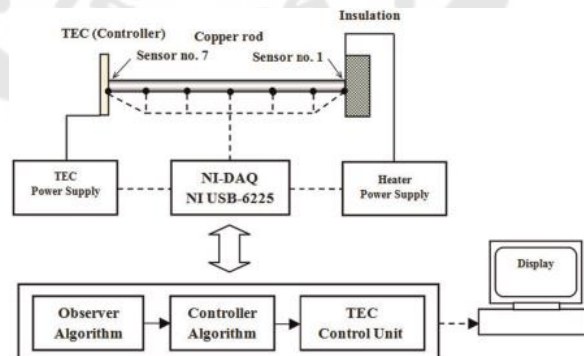 Insulation
TEC (Controller)
Copper rod
Sensor no. 7
Sensor no. 1
TEC
Power Supply
NI-DAQ
NI USB-6225
Heater
Power Supply
Display
Observer
Algorithm
Controller
Algorithm
TEC
Control Unit